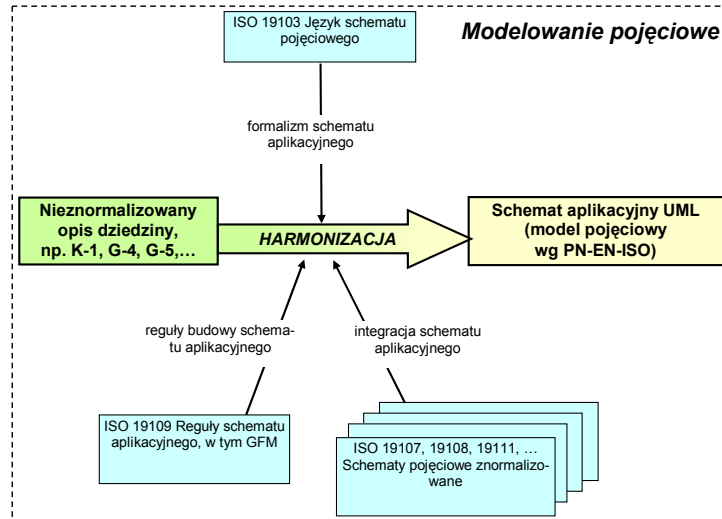 ISO 19103 Język schematu
pojęciowego
Modelowanie pojęciowe
formalizm schematu
aplikacyjnego
Nieznormalizowany
opis dziedziny,
np. K-1, G-4, G-5,...
HARMONIZACJA
Schemat aplikacyjny UML
(model pojęciowy
wg PN-EN-ISO)
reguły budowy schema-
tu aplikacyjnego
integracja schematu
aplikacyjnego
ISO 19109 Reguły schematu
aplikacyjnego, w tym GFM
ISO 19107, 19108, 19111, …
Schematy pojęciowe znormalizo-
wane